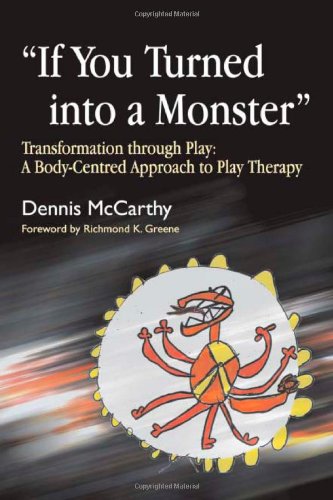 “If You Turned
into a Monster”
Transformation through Play:
A Body-Centred Approach to Play Therapy
Dennis McCarthy
Foreword by Richmond K. Greene